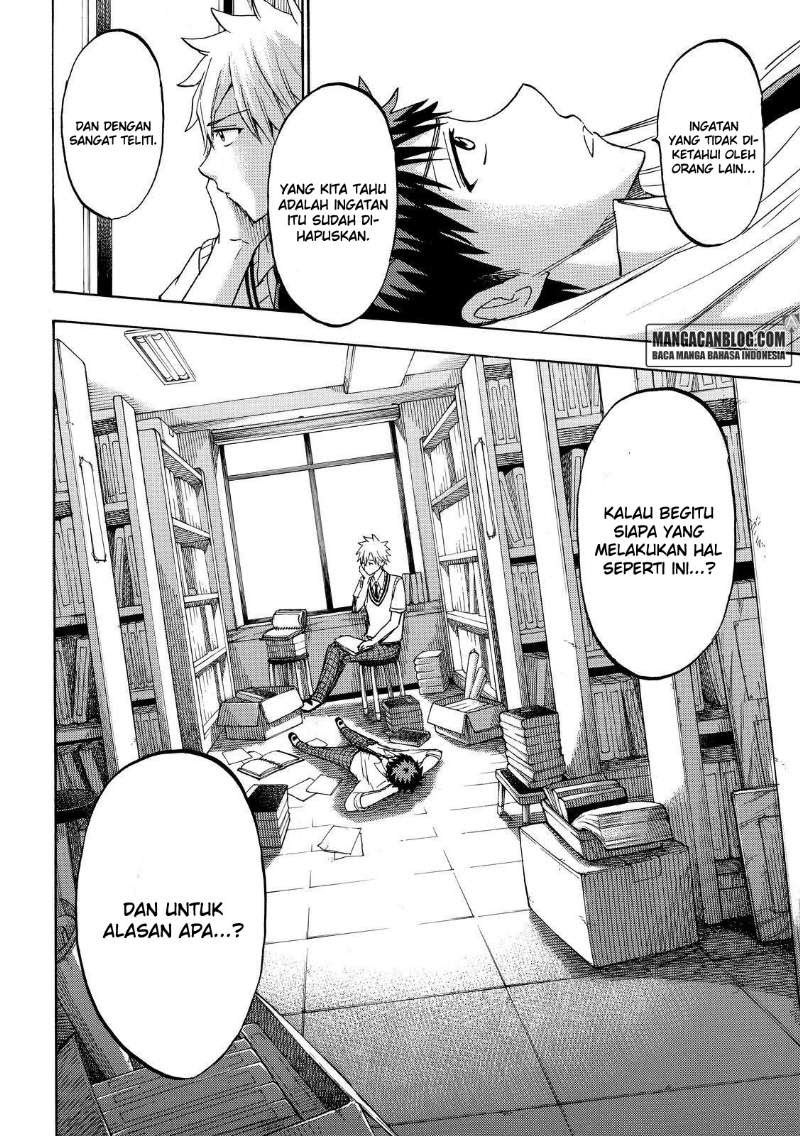 INGATAN
YANG TIDAK DI-
KETAHUI OLEH
ORANG LAIN...
YANG KITA TAHU
ADALAH INGATAN
ITU SUDAH DI-
HAPUSKAN.
DAN DENGAN
SANGAT TELITI.
MANGACANBLOG.COM
BACA MANGA BAHASA INDONESIA
KALAU BEGITU
SIAPA YANG
MELAKUKAN HAL
SEPERTI INI...?
DAN UNTUK
ALASAN APA...?